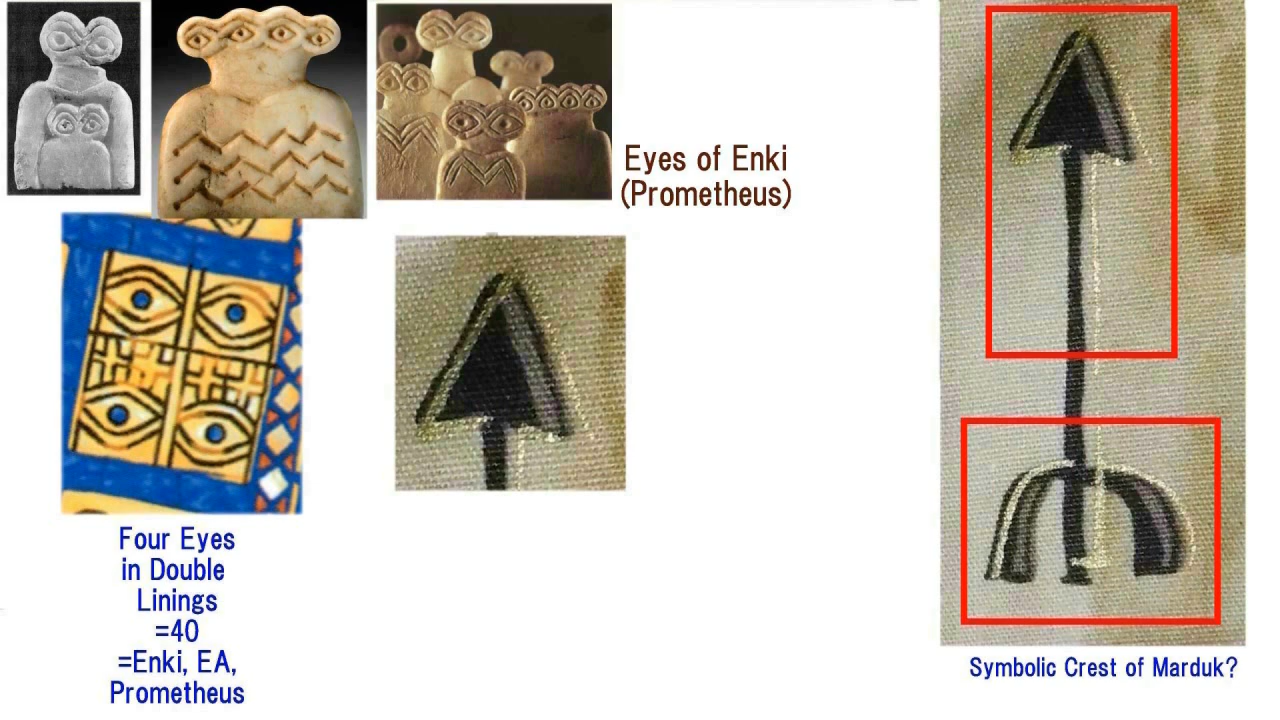 Eyes of Enki
(Prometheus)
Four Eyes
in Double
Linings
=40
=Enki, EA,
Prometheus
Symbolic Crest of Marduk?